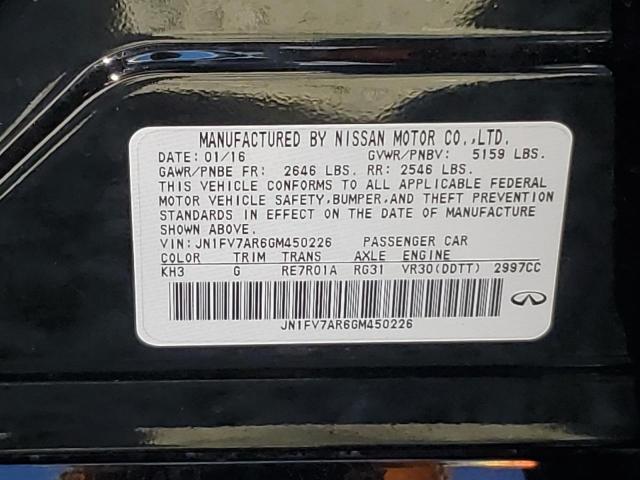 MANUFACTURED BY NISSAN MOTOR CO.,LTD.
DATE: 01/16 GVWR/PNBV: 5159 LBS.
GAWR/PNBE FR: 2646 LBS. RR: 2546 LBS.
THIS VEHICLE CONFORMS TO ALL APPLICABLE FEDERAL
MOTOR VEHICLE SAFETY,BUMPER,AND THEFT PREVENTION
STANDARDS IN EFFECT ON THE DATE OF MANUFACTURE
SHOWN ABOVE.
VIN: JN1FV7AR6GM450226 PASSENGER CAR
COLOR TRIM TRANS AXLE ENGINE
KH3 G RE7R01A RG31 VR30(DDTT) 2997CC
JN1FV7AR6GM450226